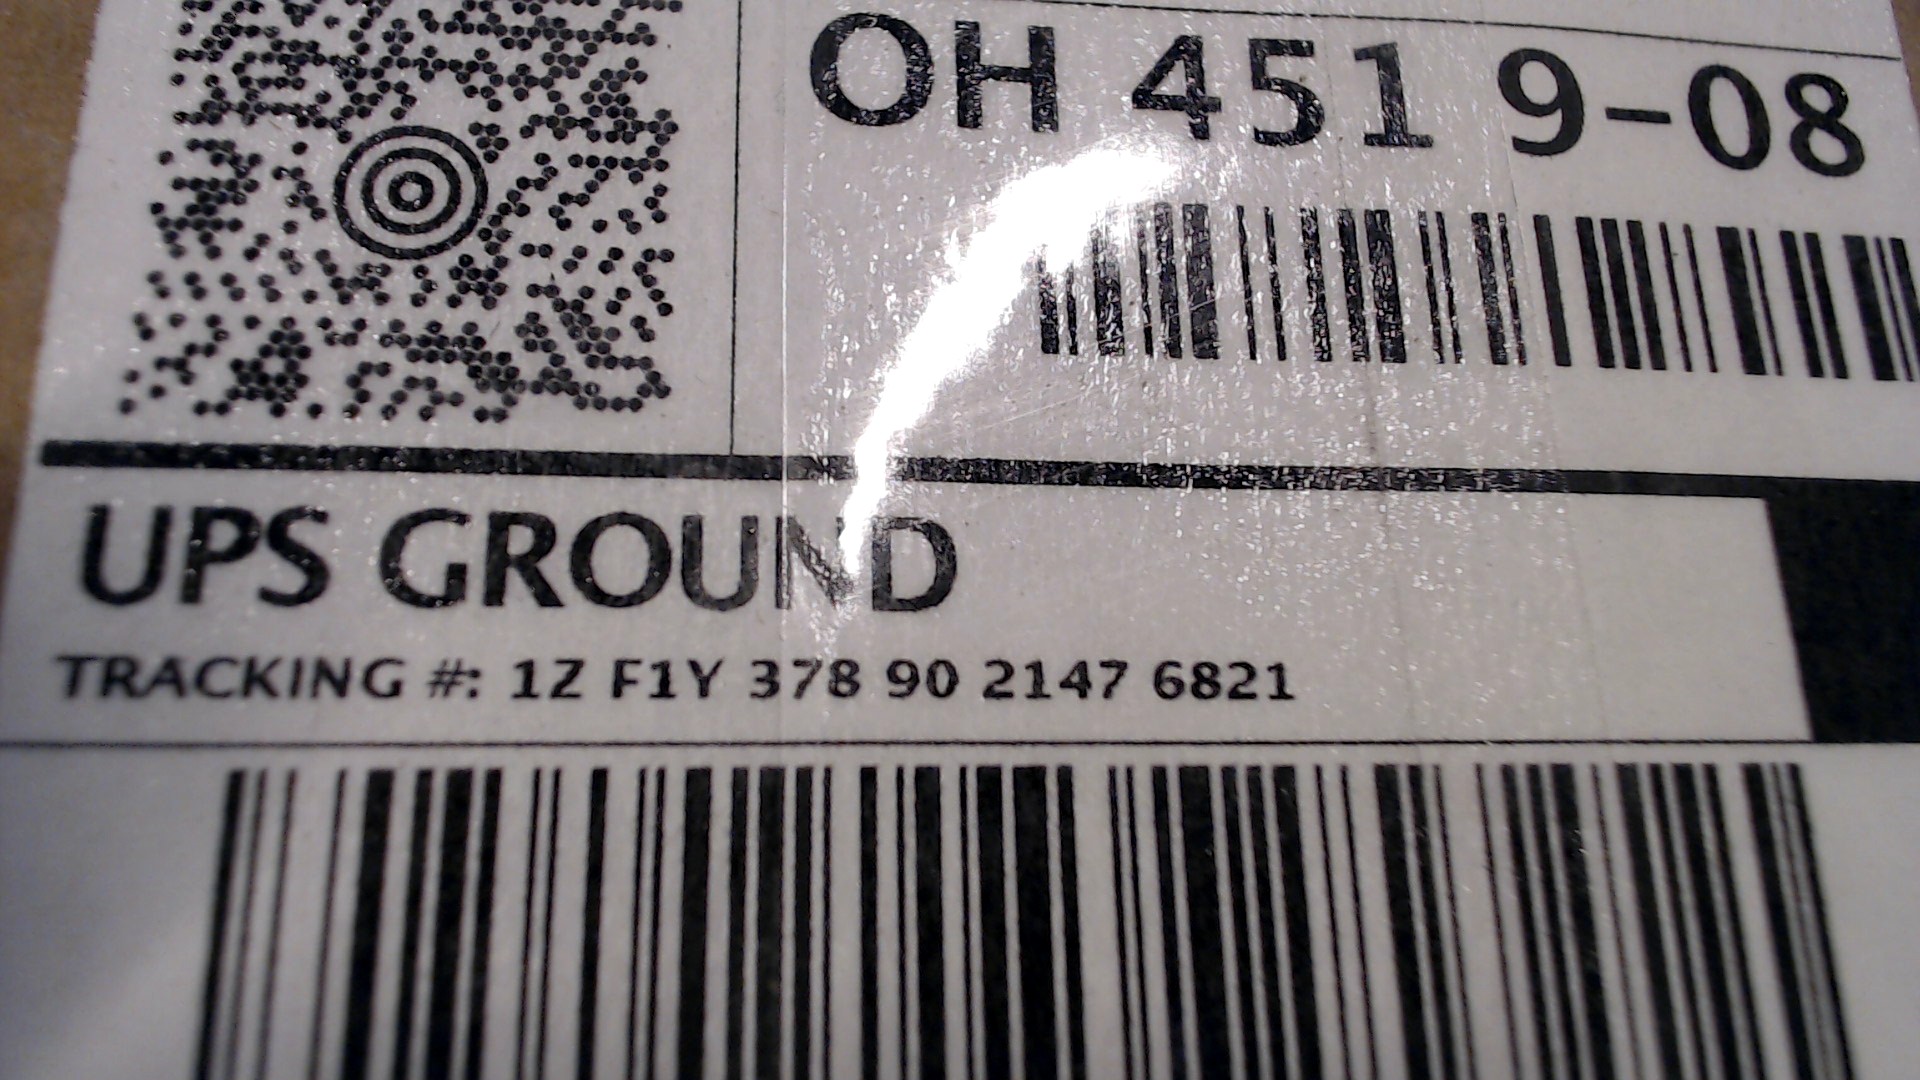 OH 451 9-08
UPS GROUND
TRACKING #: 1Z F1Y 378 90 2147 6821